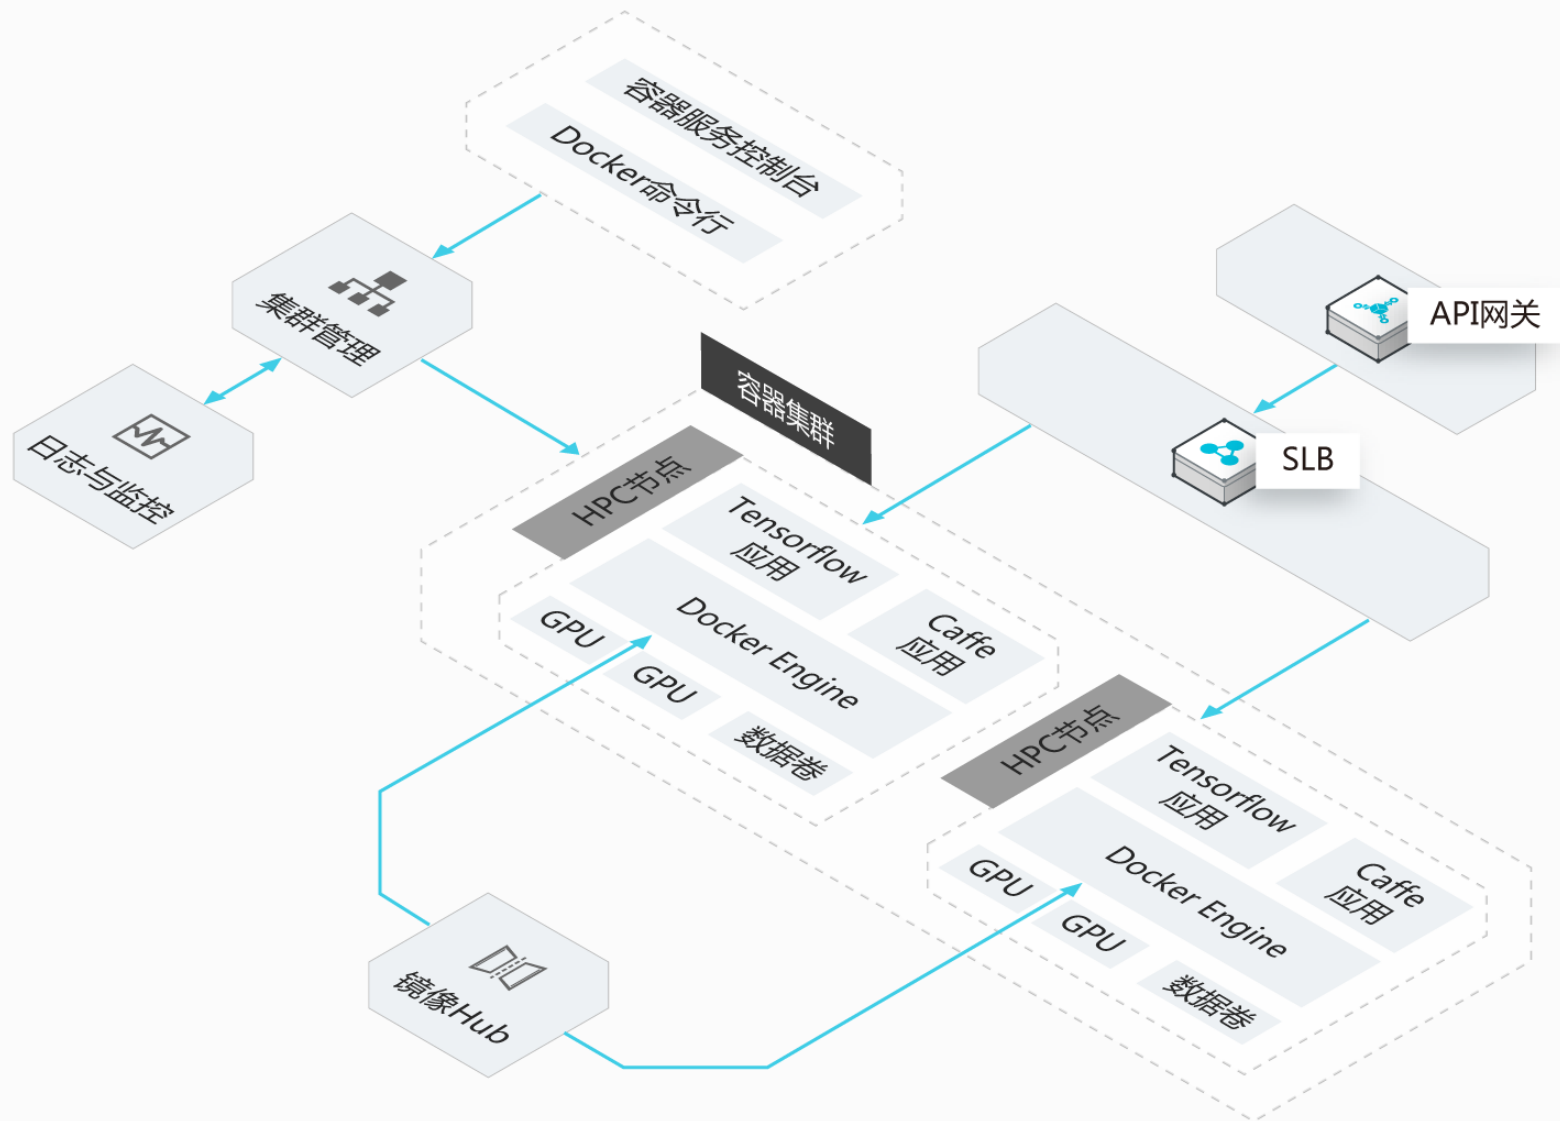 容器服务控制台
Docker命令行
集群管理
日志与监控
API网关
SLB
容器集群
HPC节点
Tensorflow
应用
Caffe
应用
Docker Engine
GPU
GPU
数据卷
HPC节点
Tensorflow
应用
Caffe
应用
Docker Engine
GPU
GPU
数据卷
镜像Hub